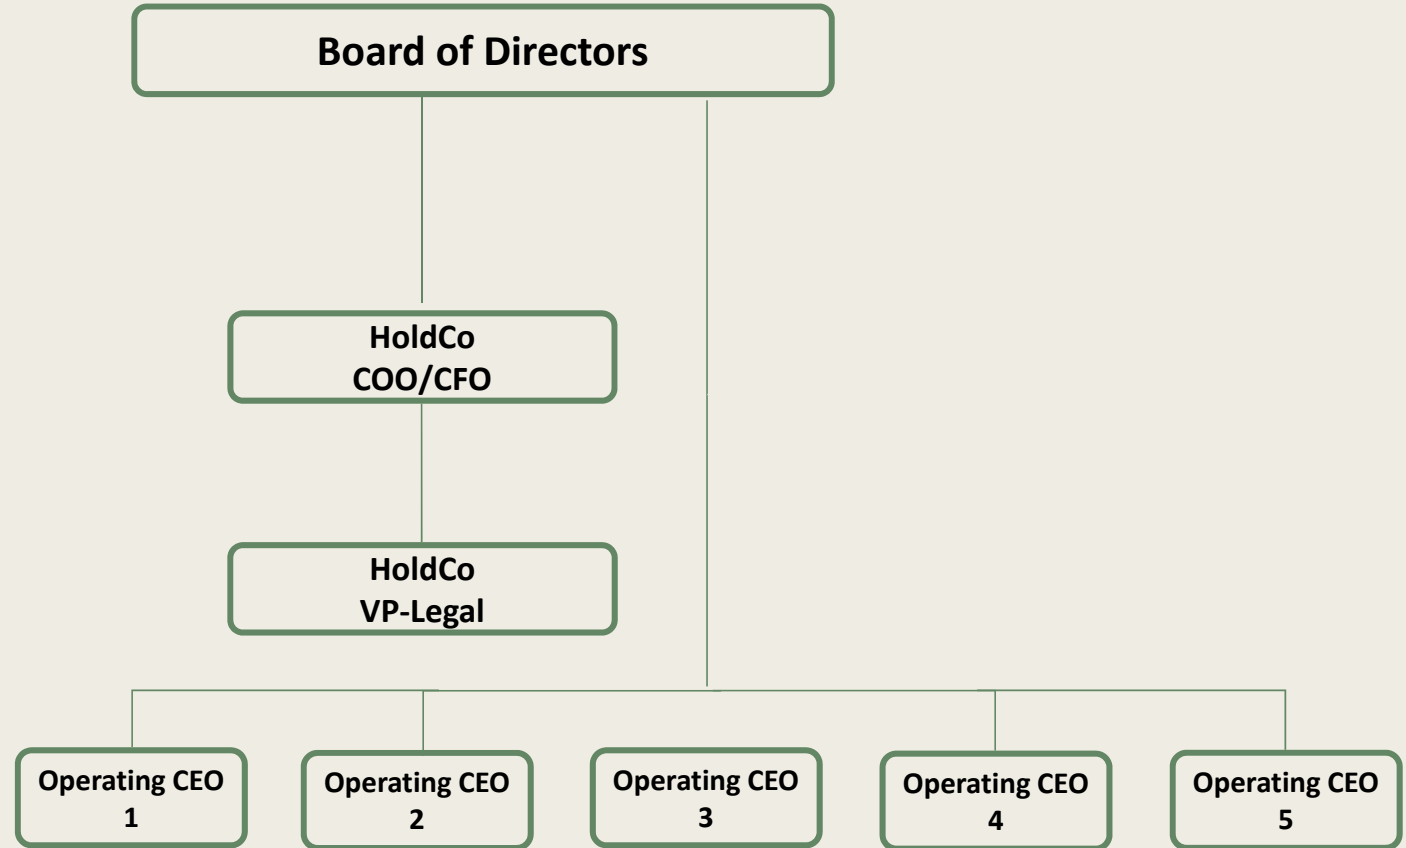 Board of Directors
HoldCo
COO/CFO
HoldCo
VP-Legal
Operating CEO
1
Operating CEO
2
Operating CEO
3
Operating CEO
4
Operating CEO
5